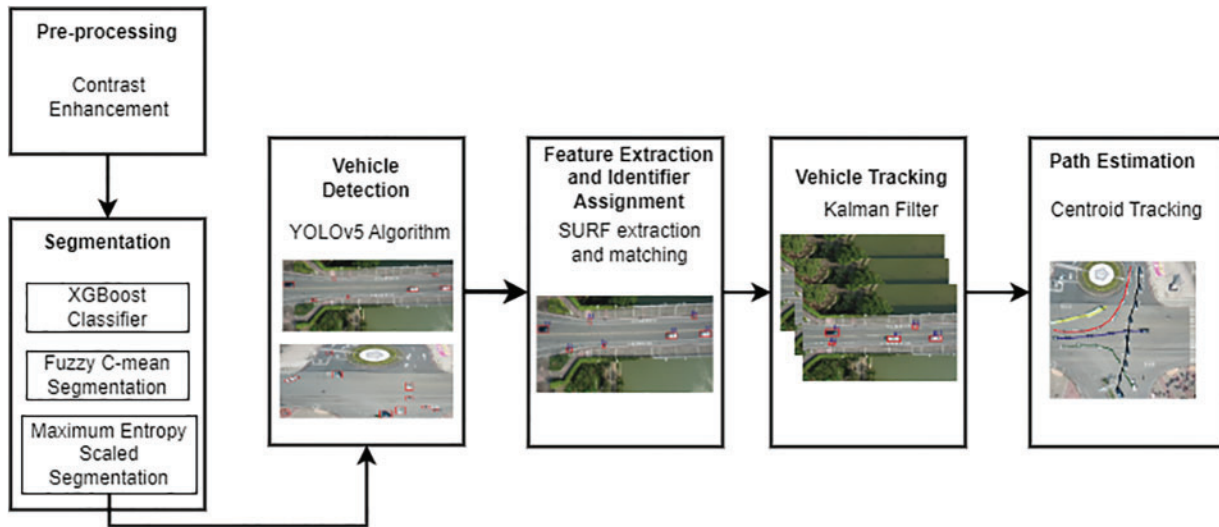 Pre-processing
Contrast
Enhancement
Segmentation
XGBoost
Classifier
Fuzzy C-mean
Segmentation
Maximum Entropy
Scaled
Segmentation
Vehicle
Detection
YOLOv5 Algorithm
Feature Extraction
and Identifier
Assignment
SURF extraction
and matching
Vehicle Tracking
Kalman Filter
Path Estimation
Centroid Tracking